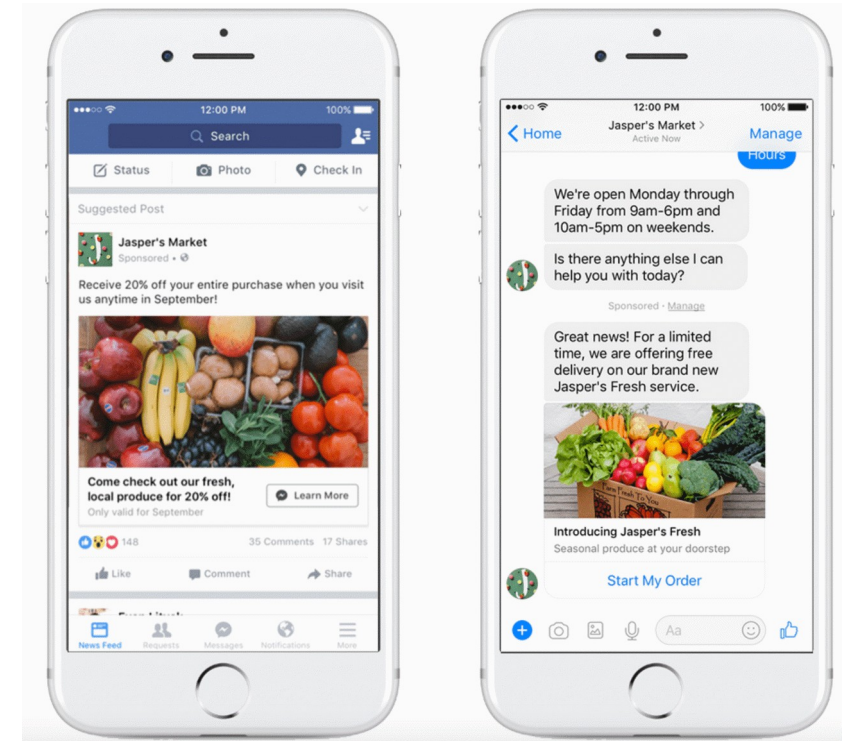 12:00 PM
100%
Search
Status
Photo
Check In
Suggested Post
Jasper's Market
Sponsored •
Receive 20% off your entire purchase when you visit
us anytime in September!
Come check out our fresh,
local produce for 20% off!
Only valid for September
Learn More
148
35 Comments
17 Shares
Like
Comment
Share
News Feed
Requests
Messages
Notifications
More
12:00 PM
100%
Home
Jasper's Market >
Active Now
Manage
Hours
We're open Monday through
Friday from 9am-6pm and
10am-5pm on weekends.
Is there anything else I can
help you with today?
Sponsored · Manage
Great news! For a limited
time, we are offering free
delivery on our brand new
Jasper's Fresh service.
Farm Fresh To You
Introducing Jasper's Fresh
Seasonal produce at your doorstep
Start My Order
Aa